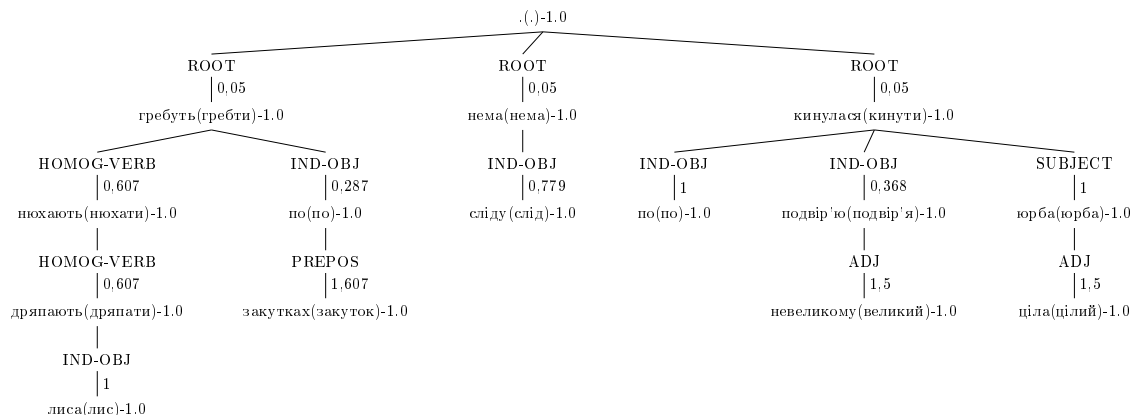 .(.)-1.0
ROOT ROOT ROOT
0,05 0,05 0,05
гребуть(гребти)-1.0 нема(нема)-1.0 кинулася(кинути)-1.0
HOMOG-VERB IND-OBJ IND-OBJ IND-OBJ IND-OBJ SUBJECT
0,607 0,287 0,779 1 0,368 1
нюхають(нюхати)-1.0 по(по)-1.0 сліду(слід)-1.0 по(по)-1.0 подвір'ю(подвір'я)-1.0 юрба(юрба)-1.0
HOMOG-VERB PREPOS ADJ ADJ
0,607 1,607 1,5 1,5
дряпають(дряпати)-1.0 закутках(закуток)-1.0 невеликому(великий)-1.0 ціла(цілий)-1.0
IND-OBJ
1
лиса(лис)-1.0